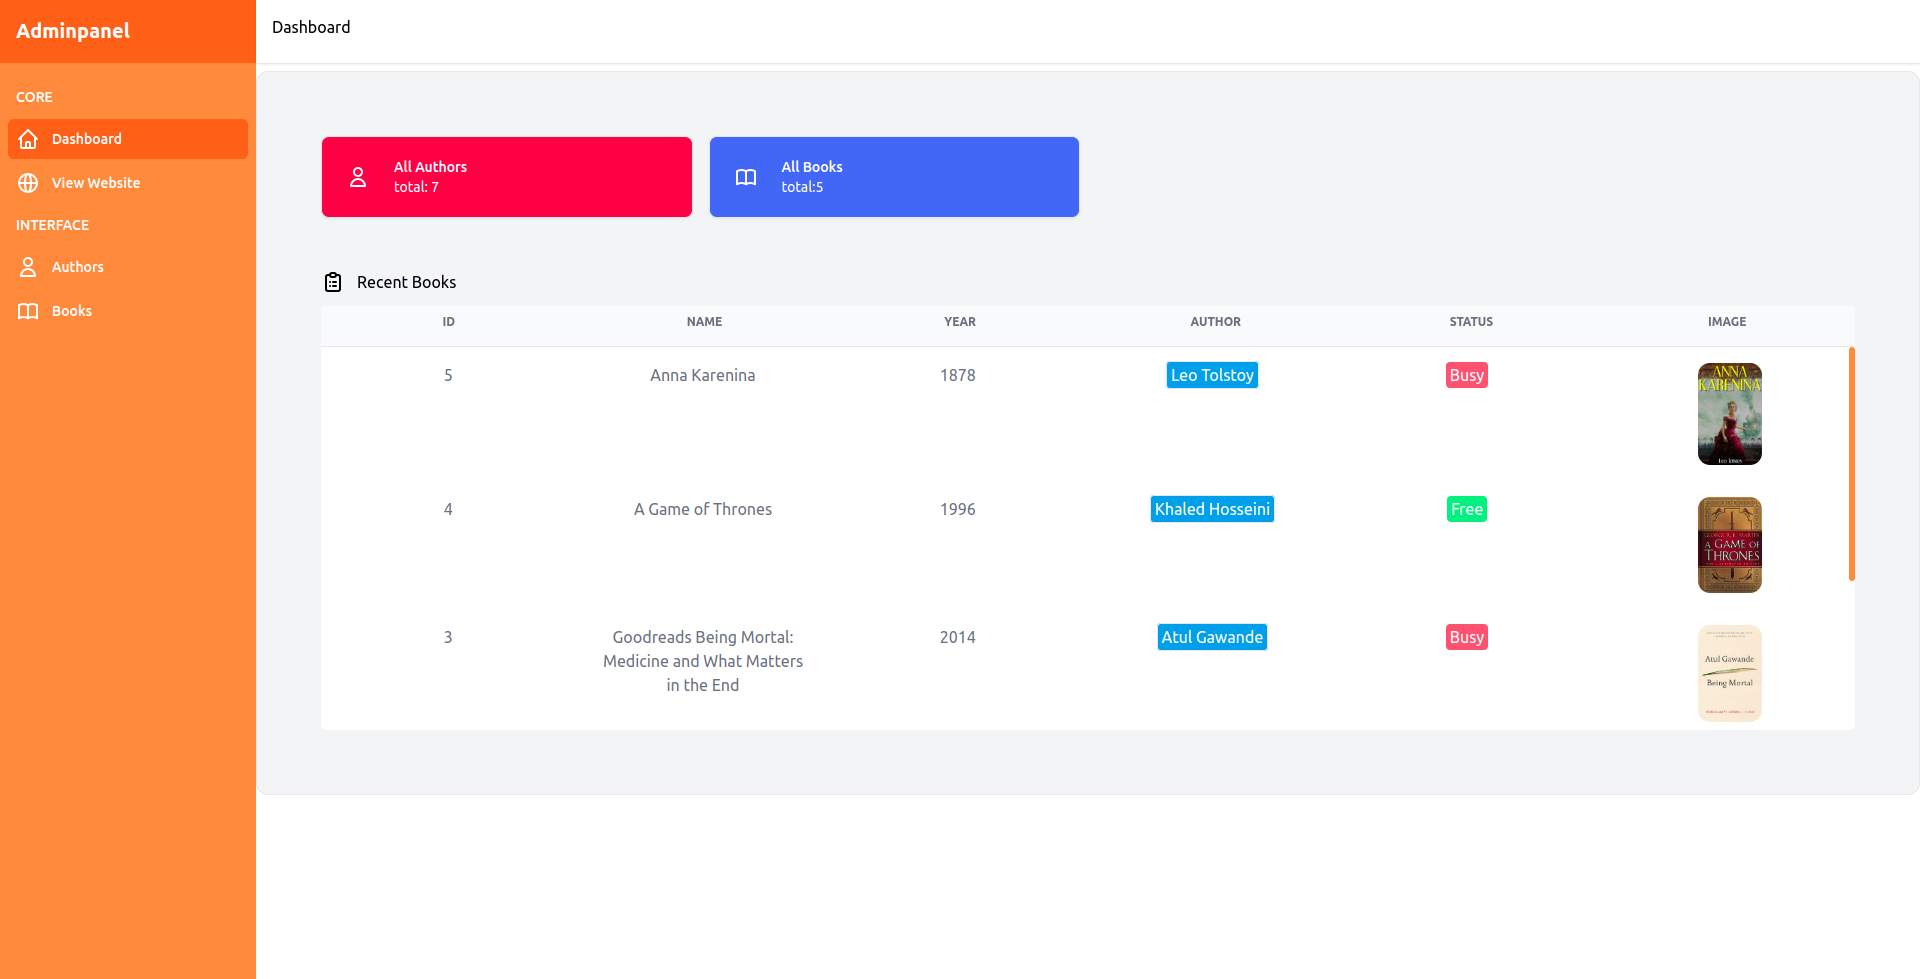 Adminpanel
Dashboard
CORE
Dashboard
View Website
INTERFACE
Authors
Books
All Authors
total: 7
All Books
total:5
Recent Books
ID NAME YEAR AUTHOR STATUS IMAGE
5 Anna Karenina 1878 Leo Tolstoy Busy
ANNA
KARENINA
Leo Tolstoy
4 A Game of Thrones 1996 Khaled Hosseini Free
GEORGE R. R. MARTIN
A GAME OF
THRONES
3 Goodreads Being Mortal: 2014 Atul Gawande Busy
Medicine and What Matters
in the End
Atul Gawande
Being Mortal